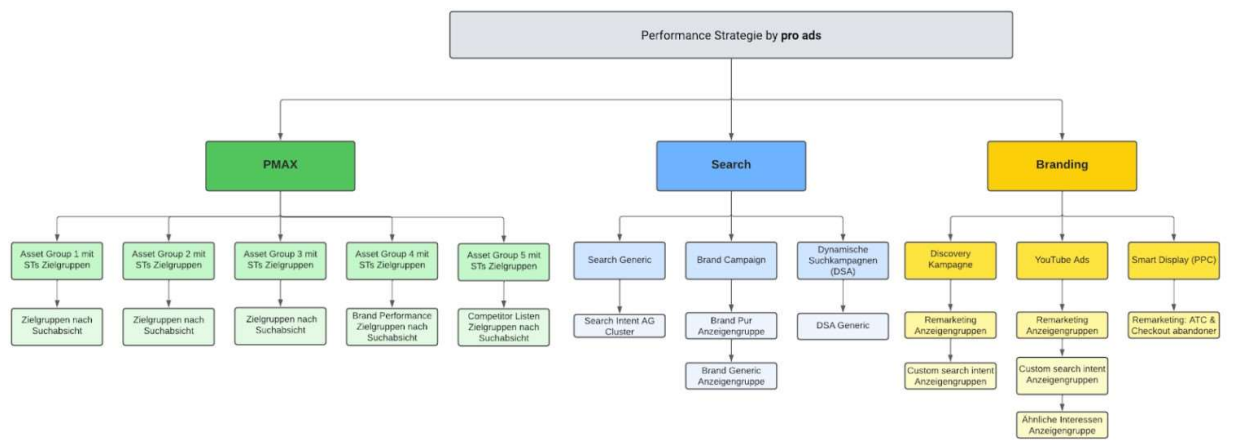 Performance Strategie by pro ads
PMAX
Search
Branding
Asset Group 1 mit
STs Zielgruppen
Asset Group 2 mit
STs Zielgruppen
Asset Group 3 mit
STs Zielgruppen
Asset Group 4 mit
STs Zielgruppen
Asset Group 5 mit
STs Zielgruppen
Search Generic
Brand Campaign
Dynamische
Suchkampagnen
(DSA)
Discovery
Kampagne
YouTube Ads
Smart Display (PPC)
Zielgruppen nach
Suchabsicht
Zielgruppen nach
Suchabsicht
Zielgruppen nach
Suchabsicht
Brand Performance
Zielgruppen nach
Suchabsicht
Competitor Listen
Zielgruppen nach
Suchabsicht
Search Intent AG
Cluster
Brand Pur
Anzeigengruppe
DSA Generic
Remarketing
Anzeigengruppen
Remarketing
Anzeigengruppen
Remarketing: ATC &
Checkout abandoner
Brand Generic
Anzeigengruppe
Custom search intent
Anzeigengruppen
Custom search intent
Anzeigengruppen
Ähnliche Interessen
Anzeigengruppe